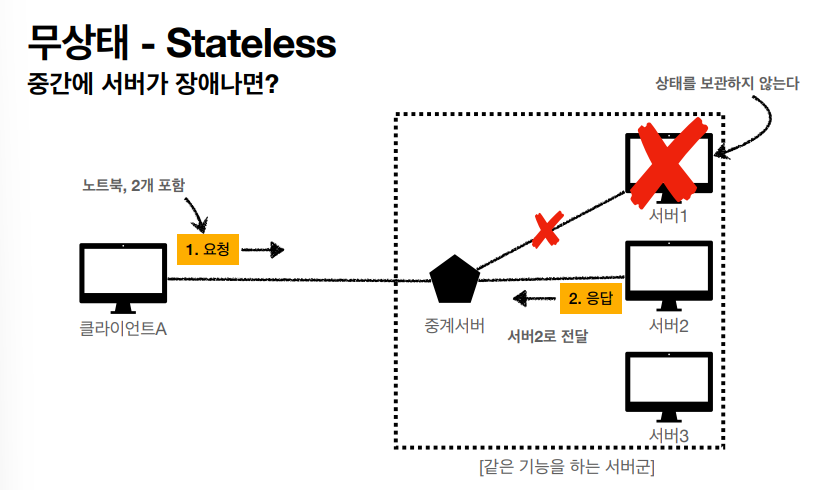 무상태 - Stateless
중간에 서버가 장애나면?
상태를 보관하지 않는다
노트북, 2개 포함
1. 요청
서버1
클라이언트A
중계서버
2. 응답
서버2로 전달
서버2
서버3
[같은 기능을 하는 서버군]